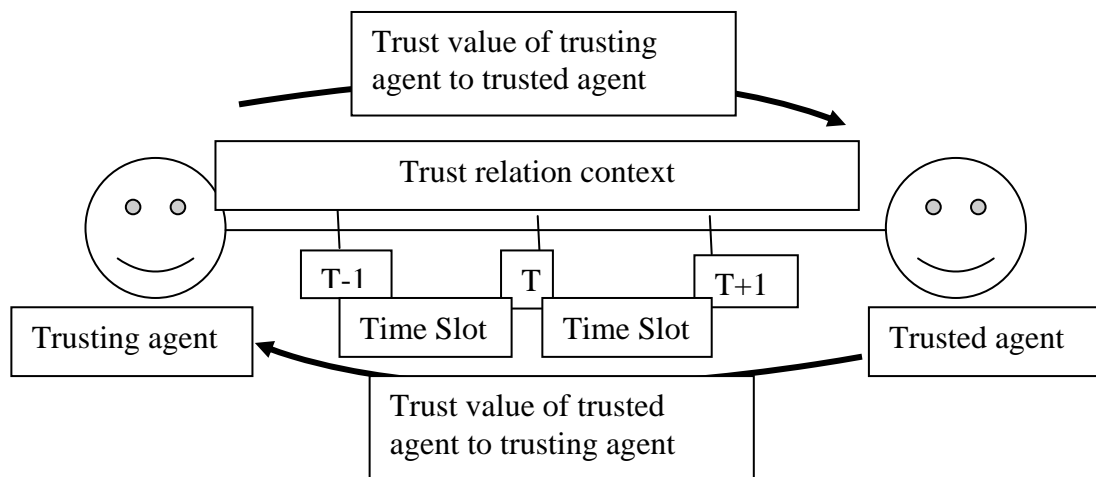 Trust value of trusting
agent to trusted agent
Trust relation context
T-1
T
T+1
Time Slot
Time Slot
Trusting agent
Trusted agent
Trust value of trusted
agent to trusting agent